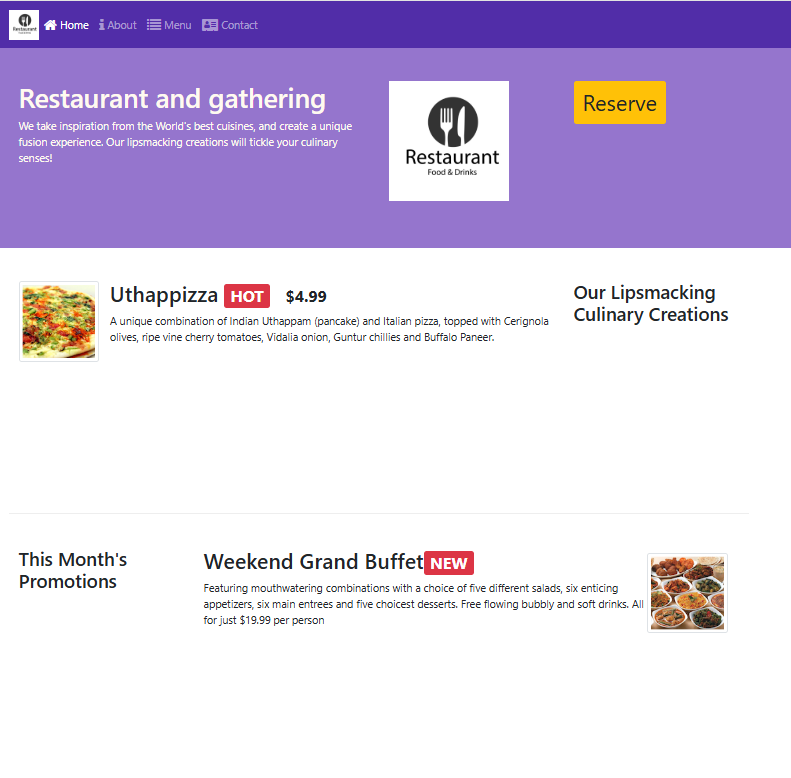 Restaurant
Home About Menu Contact
Restaurant and gathering
We take inspiration from the World's best cuisines, and create a unique
fusion experience. Our lipsmacking creations will tickle your culinary
senses!
Restaurant
Food & Drinks
Reserve
Uthappizza HOT $4.99
A unique combination of Indian Uthappam (pancake) and Italian pizza, topped with Cerignola
olives, ripe vine cherry tomatoes, Vidalia onion, Guntur chillies and Buffalo Paneer.
Our Lipsmacking
Culinary Creations
This Month's
Promotions
Weekend Grand Buffet NEW
Featuring mouthwatering combinations with a choice of five different salads, six enticing
appetizers, six main entrees and five choicest desserts. Free flowing bubbly and soft drinks. All
for just $19.99 per person